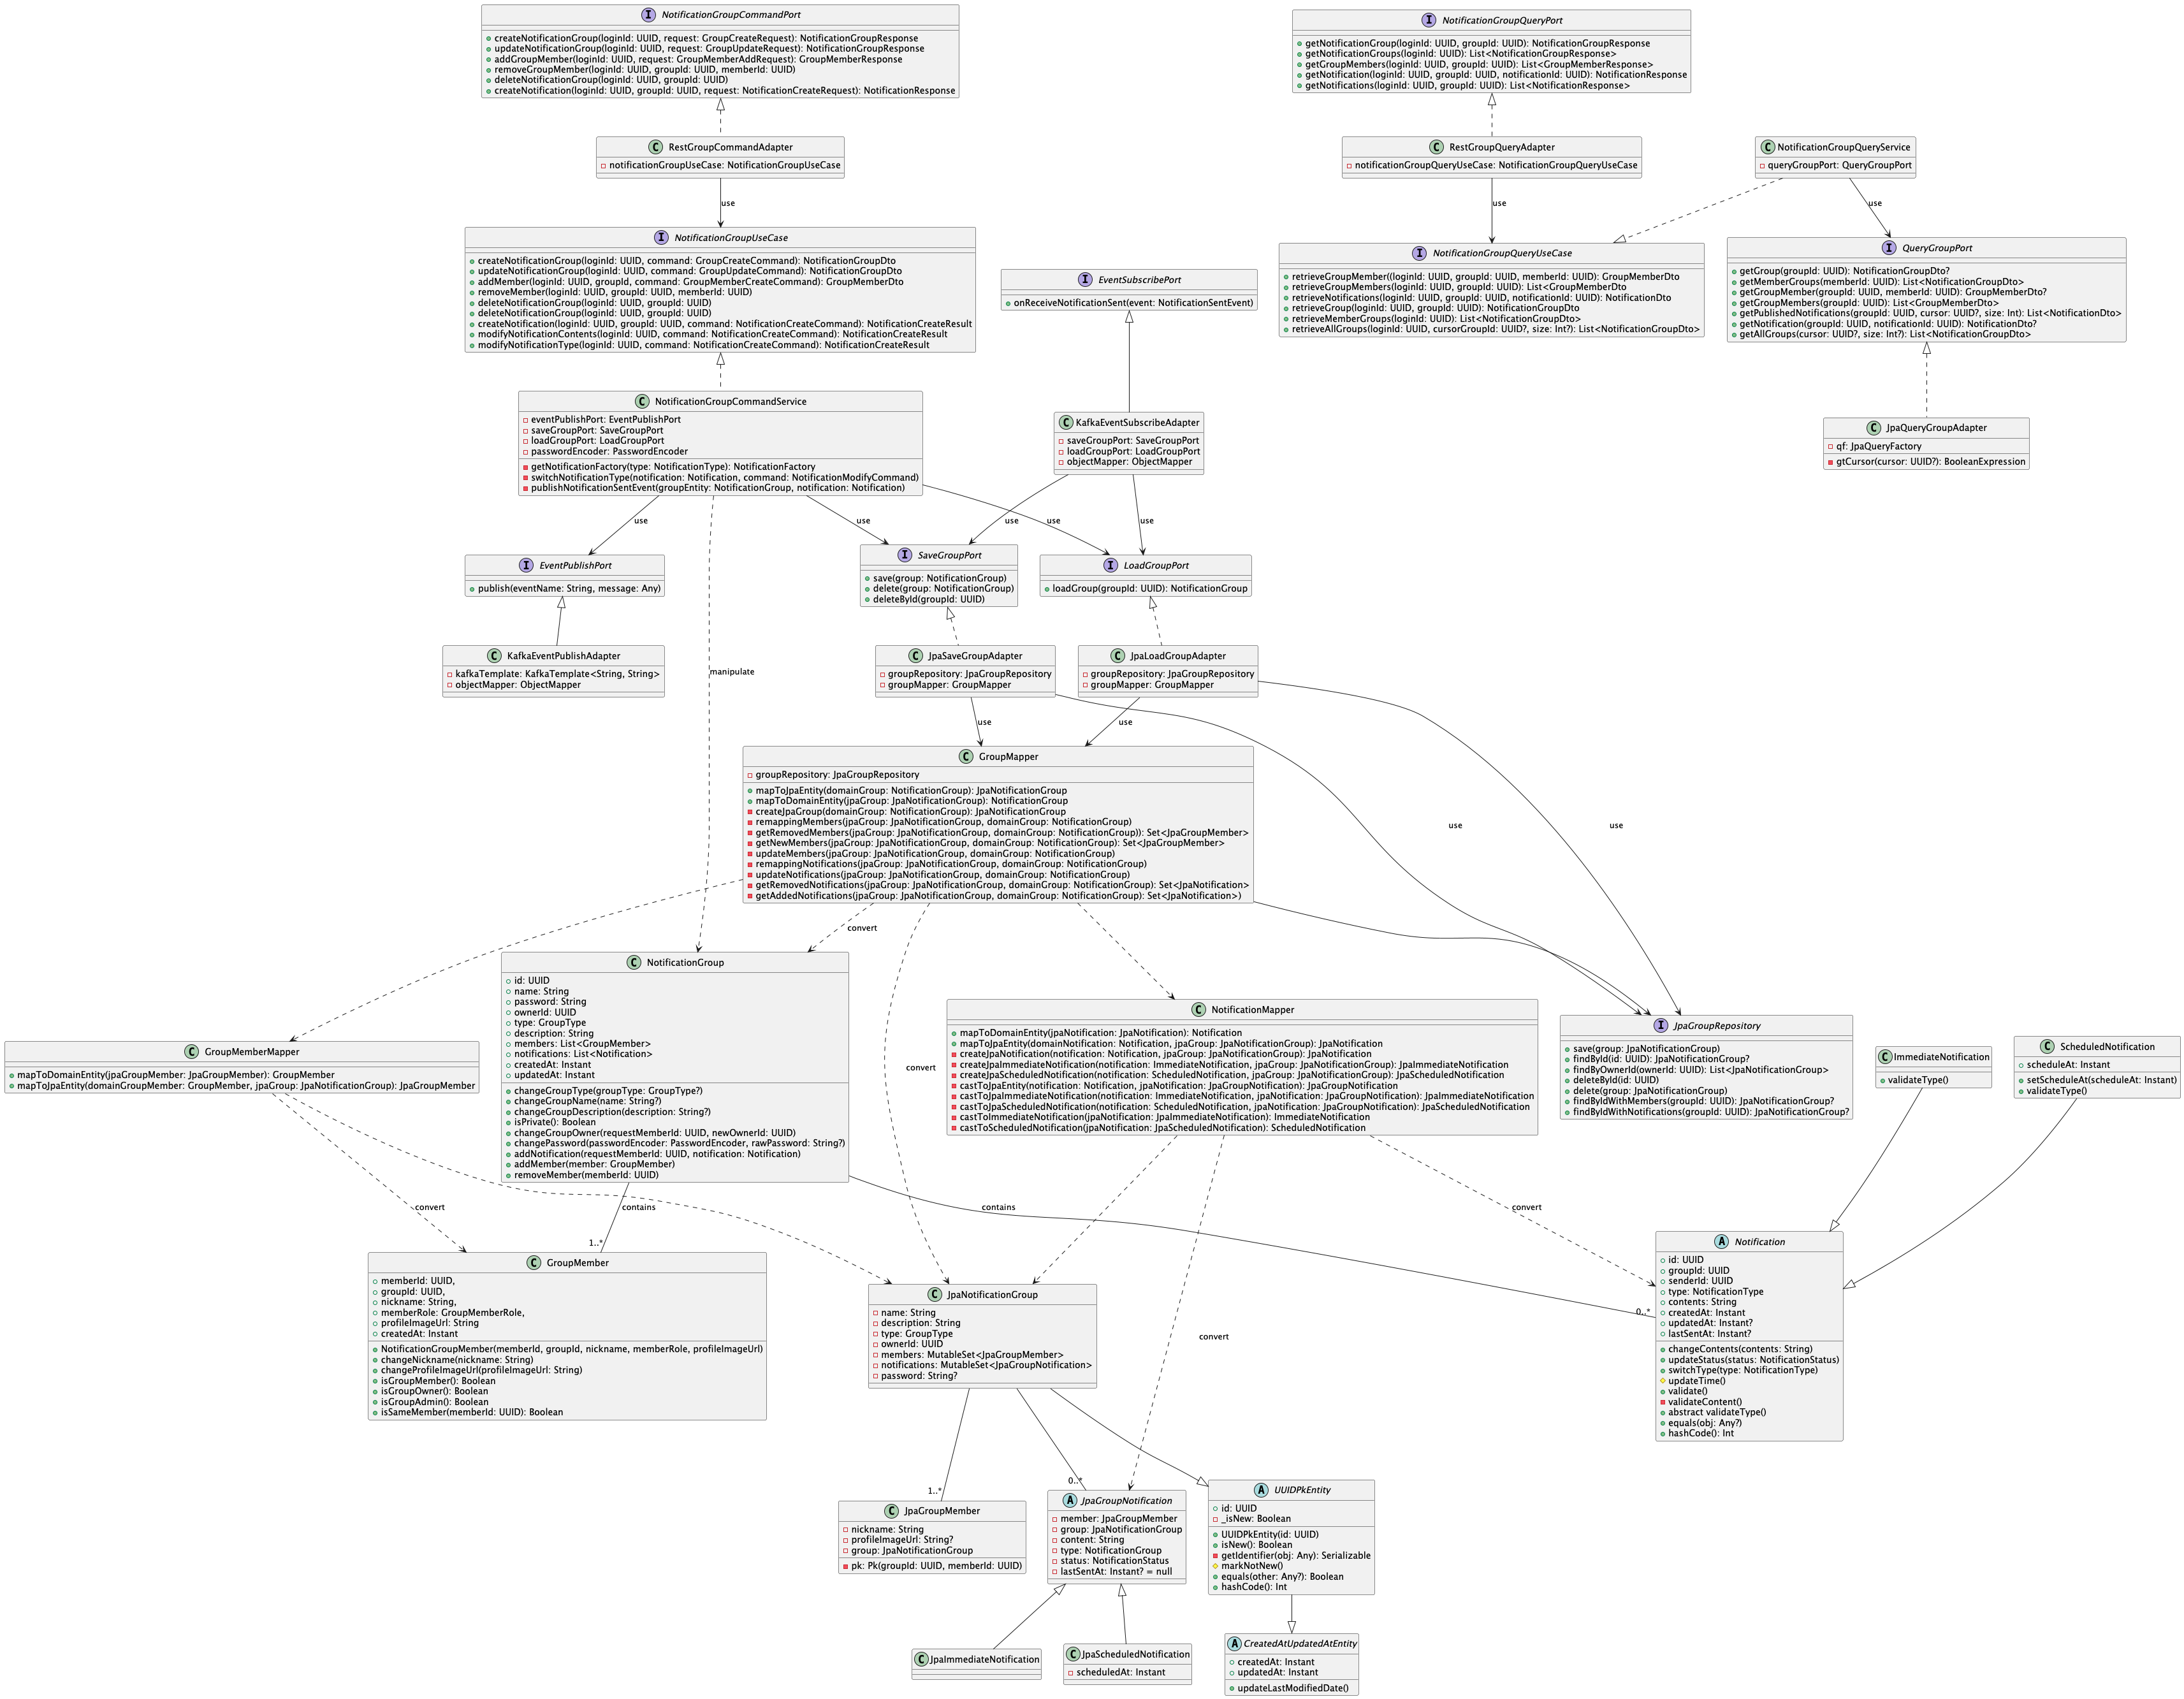 NotificationGroupCommandPort
createNotificationGroup(loginId: UUID, request: GroupCreateRequest): NotificationGroupResponse
updateNotificationGroup(loginId: UUID, request: GroupUpdateRequest): NotificationGroupResponse
addGroupMember(loginId: UUID, request: GroupMemberAddRequest): GroupMemberResponse
removeGroupMember(loginId: UUID, groupId: UUID, memberId: UUID)
deleteNotificationGroup(loginId: UUID, groupId: UUID)
createNotification(loginId: UUID, groupId: UUID, request: NotificationCreateRequest): NotificationResponse
NotificationGroupQueryPort
getNotificationGroup(loginId: UUID, groupId: UUID): NotificationGroupResponse
getNotificationGroups(loginId: UUID): List<NotificationGroupResponse>
getGroupMembers(loginId: UUID, groupId: UUID): List<GroupMemberResponse>
getNotification(loginId: UUID, groupId: UUID, notificationId: UUID): NotificationResponse
getNotifications(loginId: UUID, groupId: UUID): List<NotificationResponse>
RestGroupCommandAdapter
notificationGroupUseCase: NotificationGroupUseCase
RestGroupQueryAdapter
notificationGroupQueryUseCase: NotificationGroupQueryUseCase
NotificationGroupQueryService
queryGroupPort: QueryGroupPort
use
use
use
NotificationGroupUseCase
createNotificationGroup(loginId: UUID, command: GroupCreateCommand): NotificationGroupDto
updateNotificationGroup(loginId: UUID, command: GroupUpdateCommand): NotificationGroupDto
addMember(loginId: UUID, groupId, command: GroupMemberCreateCommand): GroupMemberDto
removeMember(loginId: UUID, groupId: UUID, memberId: UUID)
deleteNotificationGroup(loginId: UUID, groupId: UUID)
deleteNotificationGroup(loginId: UUID, groupId: UUID)
createNotification(loginId: UUID, groupId: UUID, command: NotificationCreateCommand): NotificationCreateResult
modifyNotificationContents(loginId: UUID, command: NotificationCreateCommand): NotificationCreateResult
modifyNotificationType(loginId: UUID, command: NotificationCreateCommand): NotificationCreateResult
EventSubscribePort
onReceiveNotificationSent(event: NotificationSentEvent)
NotificationGroupQueryUseCase
retrieveGroupMember((loginId: UUID, groupId: UUID, memberId: UUID): GroupMemberDto
retrieveGroupMembers(loginId: UUID, groupId: UUID): List<GroupMemberDto
retrieveNotifications(loginId: UUID, groupId: UUID, notificationId: UUID): NotificationDto
retrieveGroup(loginId: UUID, groupId: UUID): NotificationGroupDto
retrieveMemberGroups(loginId: UUID): List<NotificationGroupDto>
retrieveAllGroups(loginId: UUID, cursorGroupId: UUID?, size: Int?): List<NotificationGroupDto>
QueryGroupPort
getGroup(groupId: UUID): NotificationGroupDto?
getMemberGroups(memberId: UUID): List<NotificationGroupDto>
getGroupMember(groupId: UUID, memberId: UUID): GroupMemberDto?
getGroupMembers(groupId: UUID): List<GroupMemberDto>
getPublishedNotifications(groupId: UUID, cursor: UUID?, size: Int): List<NotificationDto>
getNotification(groupId: UUID, notificationId: UUID): NotificationDto?
getAllGroups(cursor: UUID?, size: Int?): List<NotificationGroupDto>
NotificationGroupCommandService
eventPublishPort: EventPublishPort
saveGroupPort: SaveGroupPort
loadGroupPort: LoadGroupPort
passwordEncoder: PasswordEncoder
getNotificationFactory(type: NotificationType): NotificationFactory
switchNotificationType(notification: Notification, command: NotificationModifyCommand)
publishNotificationSentEvent(groupEntity: NotificationGroup, notification: Notification)
KafkaEventSubscribeAdapter
saveGroupPort: SaveGroupPort
loadGroupPort: LoadGroupPort
objectMapper: ObjectMapper
JpaQueryGroupAdapter
qf: JpaQueryFactory
gtCursor(cursor: UUID?): BooleanExpression
use
use
use
use
use
EventPublishPort
publish(eventName: String, message: Any)
SaveGroupPort
save(group: NotificationGroup)
delete(group: NotificationGroup)
deleteById(groupId: UUID)
LoadGroupPort
loadGroup(groupId: UUID): NotificationGroup
KafkaEventPublishAdapter
kafkaTemplate: KafkaTemplate<String, String>
objectMapper: ObjectMapper
manipulate
JpaSaveGroupAdapter
groupRepository: JpaGroupRepository
groupMapper: GroupMapper
JpaLoadGroupAdapter
groupRepository: JpaGroupRepository
groupMapper: GroupMapper
use
use
GroupMapper
groupRepository: JpaGroupRepository
mapToJpaEntity(domainGroup: NotificationGroup): JpaNotificationGroup
mapToDomainEntity(jpaGroup: JpaNotificationGroup): NotificationGroup
createJpaGroup(domainGroup: NotificationGroup): JpaNotificationGroup
remappingMembers(jpaGroup: JpaNotificationGroup, domainGroup: NotificationGroup)
getRemovedMembers(jpaGroup: JpaNotificationGroup, domainGroup: NotificationGroup)): Set<JpaGroupMember>
getNewMembers(jpaGroup: JpaNotificationGroup, domainGroup: NotificationGroup): Set<JpaGroupMember>
updateMembers(jpaGroup: JpaNotificationGroup, domainGroup: NotificationGroup)
remappingNotifications(jpaGroup: JpaNotificationGroup, domainGroup: NotificationGroup)
updateNotifications(jpaGroup: JpaNotificationGroup, domainGroup: NotificationGroup)
getRemovedNotifications(jpaGroup: JpaNotificationGroup, domainGroup: NotificationGroup): Set<JpaNotification>
getAddedNotifications(jpaGroup: JpaNotificationGroup, domainGroup: NotificationGroup): Set<JpaNotification>)
use
use
convert
NotificationGroup
id: UUID
name: String
password: String
ownerId: UUID
type: GroupType
description: String
members: List<GroupMember>
notifications: List<Notification>
createdAt: Instant
updatedAt: Instant
changeGroupType(groupType: GroupType?)
changeGroupName(name: String?)
changeGroupDescription(description: String?)
isPrivate(): Boolean
changeGroupOwner(requestMemberId: UUID, newOwnerId: UUID)
changePassword(passwordEncoder: PasswordEncoder, rawPassword: String?)
addNotification(requestMemberId: UUID, notification: Notification)
addMember(member: GroupMember)
removeMember(memberId: UUID)
GroupMemberMapper
mapToDomainEntity(jpaGroupMember: JpaGroupMember): GroupMember
mapToJpaEntity(domainGroupMember: GroupMember, jpaGroup: JpaNotificationGroup): JpaGroupMember
convert
NotificationMapper
mapToDomainEntity(jpaNotification: JpaNotification): Notification
mapToJpaEntity(domainNotification: Notification, jpaGroup: JpaNotificationGroup): JpaNotification
createJpaNotification(notification: Notification, jpaGroup: JpaNotificationGroup): JpaNotification
createJpaImmediateNotification(notification: ImmediateNotification, jpaGroup: JpaNotificationGroup): JpaImmediateNotification
createJpaScheduledNotification(notification: ScheduledNotification, jpaGroup: JpaNotificationGroup): JpaScheduledNotification
castToJpaEntity(notification: Notification, jpaNotification: JpaGroupNotification): JpaGroupNotification
castToJpaImmediateNotification(notification: ImmediateNotification, jpaNotification: JpaGroupNotification): JpaImmediateNotification
castToJpaScheduledNotification(notification: ScheduledNotification, jpaNotification: JpaGroupNotification): JpaScheduledNotification
castToImmediateNotification(jpaNotification: JpaImmediateNotification): ImmediateNotification
castToScheduledNotification(jpaNotification: JpaScheduledNotification): ScheduledNotification
JpaGroupRepository
save(group: JpaNotificationGroup)
findById(id: UUID): JpaNotificationGroup?
findByOwnerId(ownerId: UUID): List<JpaNotificationGroup>
deleteById(id: UUID)
delete(group: JpaNotificationGroup)
findByIdWithMembers(groupId: UUID): JpaNotificationGroup?
findByIdWithNotifications(groupId: UUID): JpaNotificationGroup?
ImmediateNotification
validateType()
ScheduledNotification
scheduleAt: Instant
setScheduleAt(scheduleAt: Instant)
validateType()
convert
contains
contains
convert
1..*
0..*
GroupMember
memberId: UUID,
groupId: UUID,
nickname: String,
memberRole: GroupMemberRole,
profileImageUrl: String
createdAt: Instant
NotificationGroupMember(memberId, groupId, nickname, memberRole, profileImageUrl)
changeNickname(nickname: String)
changeProfileImageUrl(profileImageUrl: String)
isGroupMember(): Boolean
isGroupOwner(): Boolean
isGroupAdmin(): Boolean
isSameMember(memberId: UUID): Boolean
JpaNotificationGroup
name: String
description: String
type: GroupType
ownerId: UUID
members: MutableSet<JpaGroupMember>
notifications: MutableSet<JpaGroupNotification>
password: String?
convert
Notification
id: UUID
groupId: UUID
senderId: UUID
type: NotificationType
contents: String
createdAt: Instant
updatedAt: Instant?
lastSentAt: Instant?
changeContents(contents: String)
updateStatus(status: NotificationStatus)
switchType(type: NotificationType)
updateTime()
validate()
validateContent()
abstract validateType()
equals(obj: Any?)
hashCode(): Int
1..*
0..*
JpaGroupMember
nickname: String
profileImageUrl: String?
group: JpaNotificationGroup
pk: Pk(groupId: UUID, memberId: UUID)
JpaGroupNotification
member: JpaGroupMember
group: JpaNotificationGroup
content: String
type: NotificationGroup
status: NotificationStatus
lastSentAt: Instant? = null
UUIDPkEntity
id: UUID
_isNew: Boolean
UUIDPkEntity(id: UUID)
isNew(): Boolean
getIdentifier(obj: Any): Serializable
markNotNew()
equals(other: Any?): Boolean
hashCode(): Int
JpaImmediateNotification
JpaScheduledNotification
scheduledAt: Instant
CreatedAtUpdatedAtEntity
createdAt: Instant
updatedAt: Instant
updateLastModifiedDate()